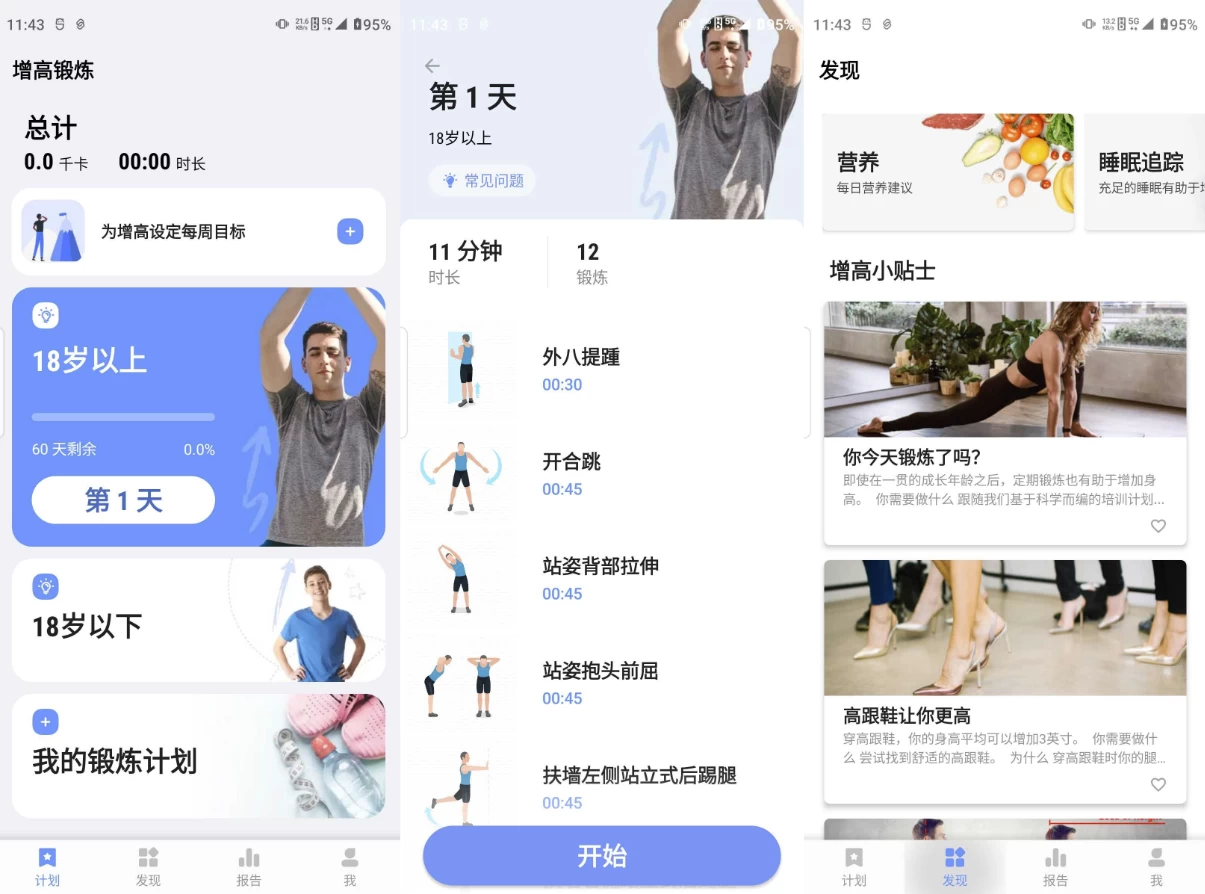 11:43
21.6
KB/s
5G
95%
增高锻炼
总计
0.0 千卡
00:00 时长
为增高设定每周目标
18岁以上
60 天剩余
0.0%
第 1 天
18岁以下
我的锻炼计划
计划
发现
报告
我
11:43
5G
95%
第 1 天
18岁以上
常见问题
11 分钟
时长
12
锻炼
外八提踵
00:30
开合跳
00:45
站姿背部拉伸
00:45
站姿抱头前屈
00:45
扶墙左侧站立式后踢腿
00:45
开始
11:43
13.2
KB/s
5G
95%
发现
营养
每日营养建议
睡眠追踪
充足的睡眠有助于
增高小贴士
你今天锻炼了吗?
即使在一贯的成长年龄之后，定期锻炼也有助于增加身
高。 你需要做什么 跟随我们基于科学而编的培训计划...
高跟鞋让你更高
穿高跟鞋，你的身高平均可以增加3英寸。 你需要做什
么 尝试找到舒适的高跟鞋。 为什么 穿高跟鞋时你的腿...
计划
发现
报告
我